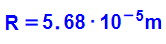 R = 5.68 · 10⁻⁵m